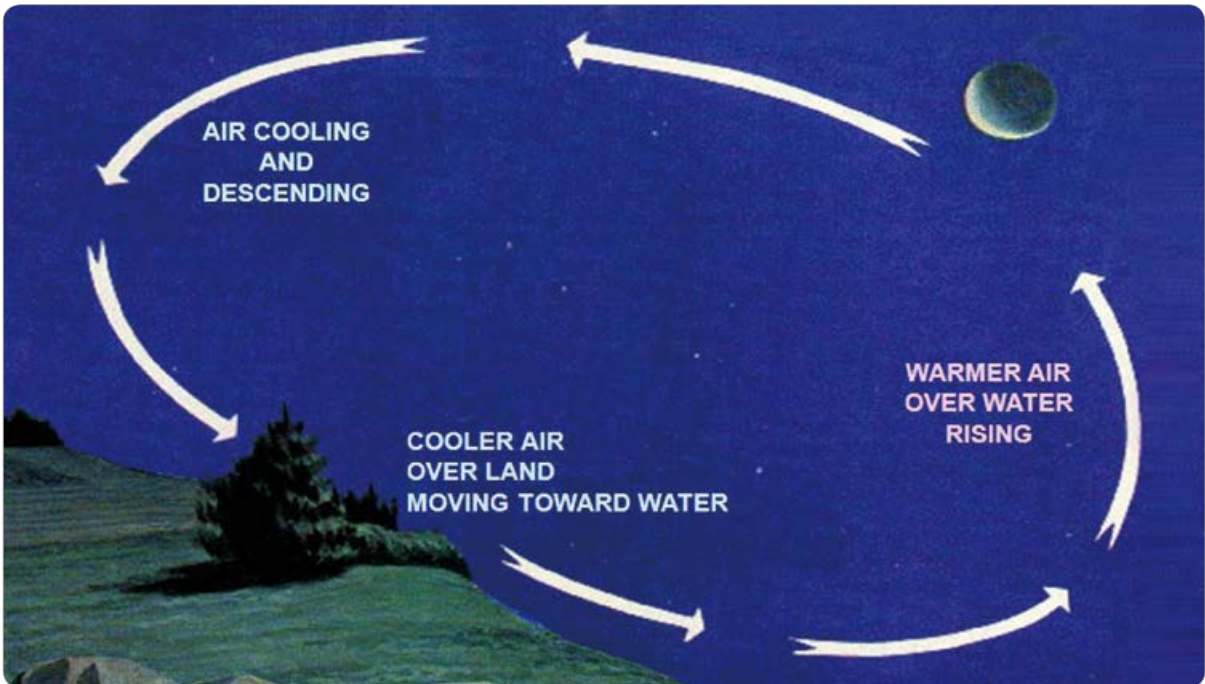 AIR COOLING
AND
DESCENDING
WARMER AIR
OVER WATER
RISING
COOLER AIR
OVER LAND
MOVING TOWARD WATER